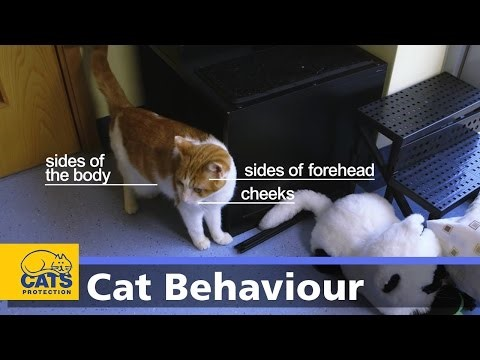 sides of
the body
sides of forehead
cheeks
CATS
PROTECTION
Cat Behaviour